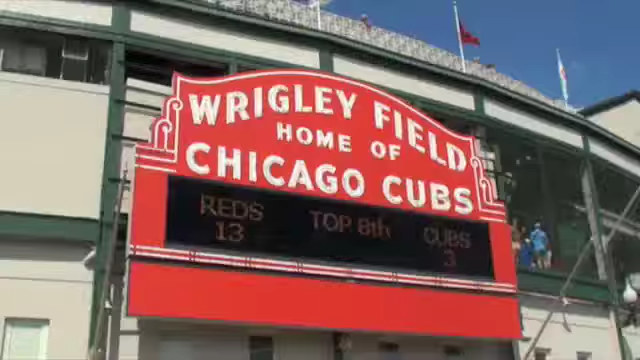 WRIGLEY FIELD
HOME OF
CHICAGO CUBS
REDS TOP 8th CUBS
13 3